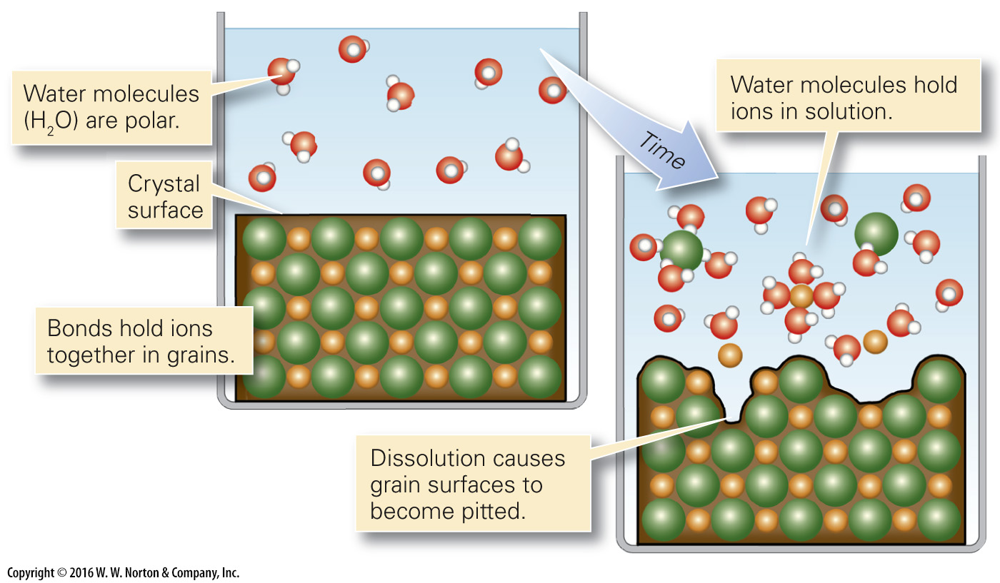 Water molecules
(H₂O) are polar.
Crystal
surface
Bonds hold ions
together in grains.
Time
Water molecules hold
ions in solution.
Dissolution causes
grain surfaces to
become pitted.
Copyright © 2016 W. W. Norton & Company, Inc.